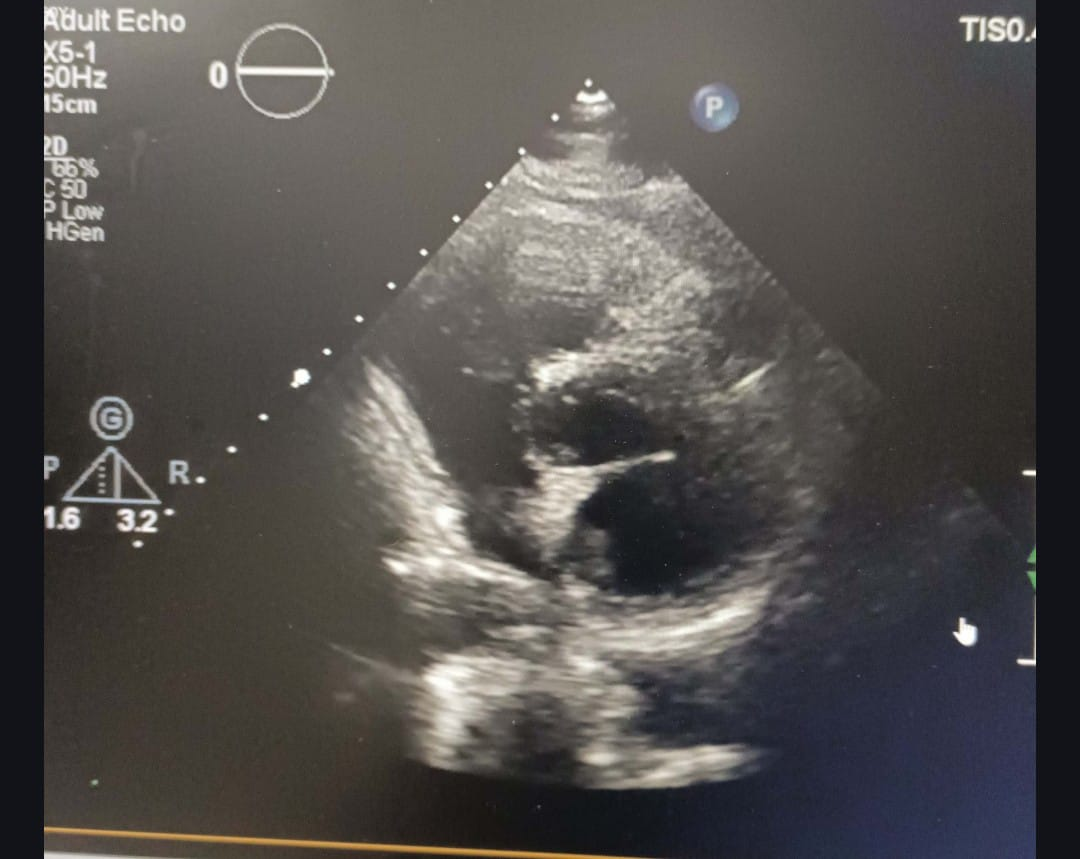 Adult Echo
X5-1
50Hz
15cm
0
P
TIS0.
2D
66%
C 50
P Low
HGen
G
P
R
1.6 3.2